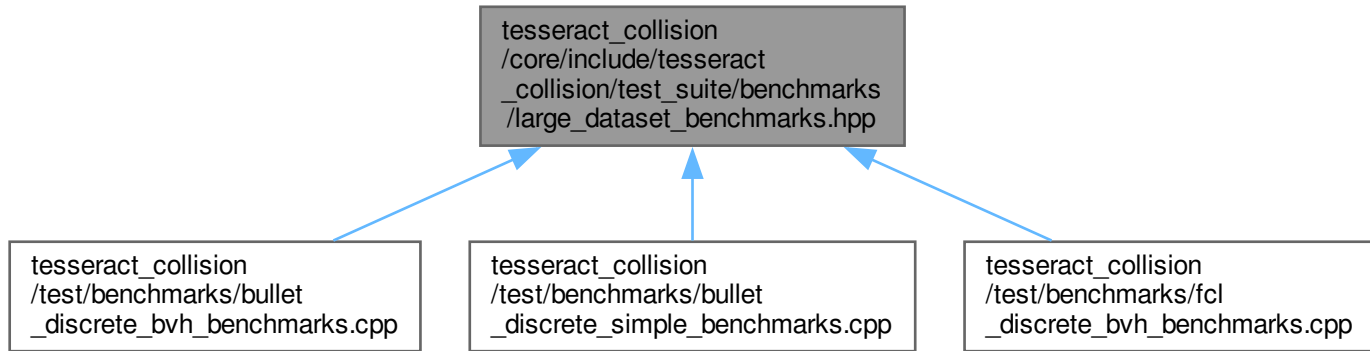 tesseract_collision
/core/include/tesseract
_collision/test_suite/benchmarks
/large_dataset_benchmarks.hpp
tesseract_collision
/test/benchmarks/bullet
_discrete_bvh_benchmarks.cpp
tesseract_collision
/test/benchmarks/bullet
_discrete_simple_benchmarks.cpp
tesseract_collision
/test/benchmarks/fcl
_discrete_bvh_benchmarks.cpp